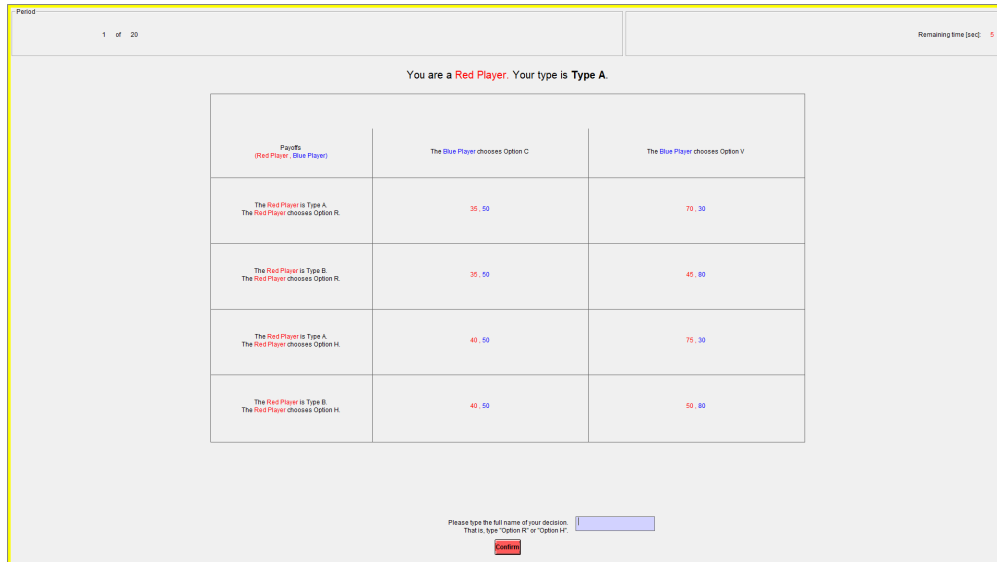 Period
1 of 20
Remaining time [sec]: 5
You are a Red Player. Your type is Type A.
Payoffs
(Red Player , Blue Player)
The Blue Player chooses Option C
The Blue Player chooses Option V
The Red Player is Type A.
The Red Player chooses Option R.
35 , 50
70 , 30
The Red Player is Type B.
The Red Player chooses Option R.
35 , 50
45 , 80
The Red Player is Type A.
The Red Player chooses Option H.
40 , 50
75 , 30
The Red Player is Type B.
The Red Player chooses Option H.
40 , 50
50 , 80
Please type the full name of your decision.
That is, type "Option R" or "Option H".
Confirm